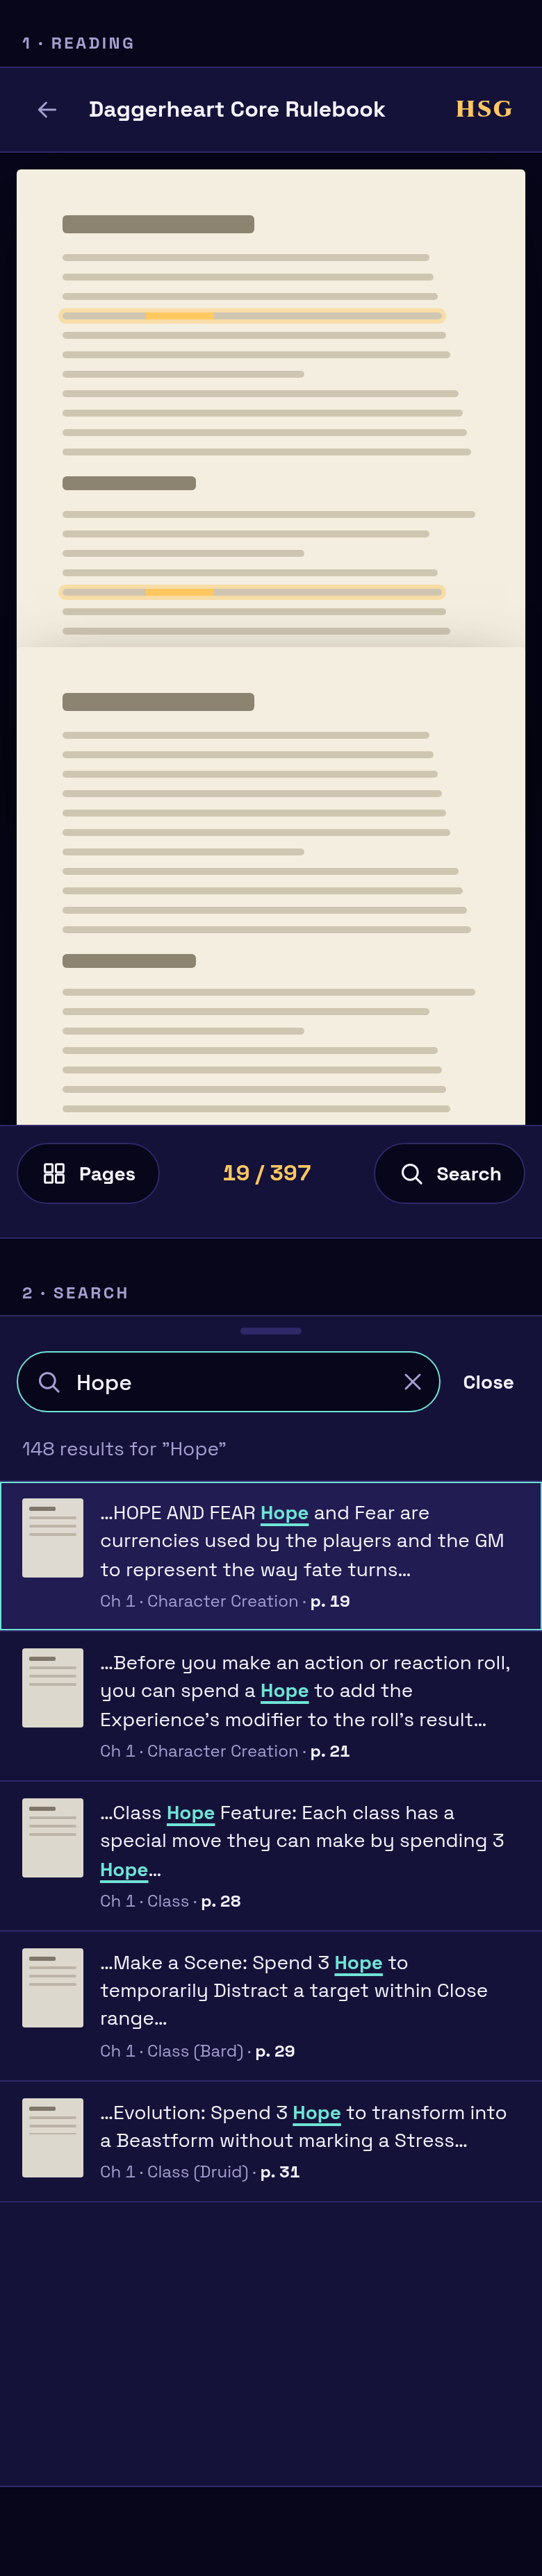 1 · READING
Daggerheart Core Rulebook
HSG
Pages
19 / 397
Search
2 · SEARCH
Hope
Close
148 results for "Hope"
...HOPE AND FEAR Hope and Fear are
currencies used by the players and the GM
to represent the way fate turns...
Ch 1 · Character Creation · p. 19
...Before you make an action or reaction roll,
you can spend a Hope to add the
Experience's modifier to the roll's result...
Ch 1 · Character Creation · p. 21
...Class Hope Feature: Each class has a
special move they can make by spending 3
Hope...
Ch 1 · Class · p. 28
...Make a Scene: Spend 3 Hope to
temporarily Distract a target within Close
range...
Ch 1 · Class (Bard) · p. 29
...Evolution: Spend 3 Hope to transform into
a Beastform without marking a Stress...
Ch 1 · Class (Druid) · p. 31